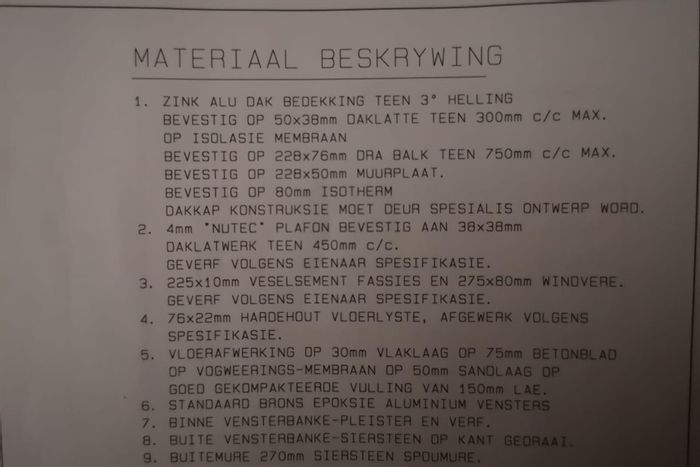 MATERIAAL BESKRYWING
1. ZINK ALU DAK BEDEKKING TEEN 3° HELLING
BEVESTIG OP 50x38mm DAKLATTE TEEN 300mm c/c MAX.
OP ISOLASIE MEMBRAAN
BEVESTIG OP 228x76mm DRA BALK TEEN 750mm c/c MAX.
BEVESTIG OP 228x50mm MUURPLAAT.
BEVESTIG OP 80mm ISOTHERM
DAKKAP KONSTRUKSIE MOET DEUR SPESIALIS ONTWERP WORD.
2. 4mm "NUTEC" PLAFON BEVESTIG AAN 38x38mm
DAKLATWERK TEEN 450mm c/c.
GEVERF VOLGENS EIENAAR SPESIFIKASIE.
3. 225x10mm VESELSEMENT FASSIES EN 275x80mm WINDVERE.
GEVERF VOLGENS EIENAAR SPESIFIKASIE.
4. 76x22mm HARDEHOUT VLOERLYSTE, AFGEWERK VOLGENS
SPESIFIKASIE.
5. VLOERAFWERKING OP 30mm VLAKLAAG OP 75mm BETONBLAD
OP VOGWEERINGS-MEMBRAAN OP 50mm SANDLAAG OP
GOED GEKOMPAKTEERDE VULLING VAN 150mm LAE.
6. STANDAARD BRONS EPOKSIE ALUMINIUM VENSTERS
7. BINNE VENSTERBANKE-PLEISTER EN VERF.
8. BUITE VENSTERBANKE-SIERSTEEN OP KANT GEDRAAI.
9. BUITEMURE 270mm SIERSTEEN SPOUMURE.